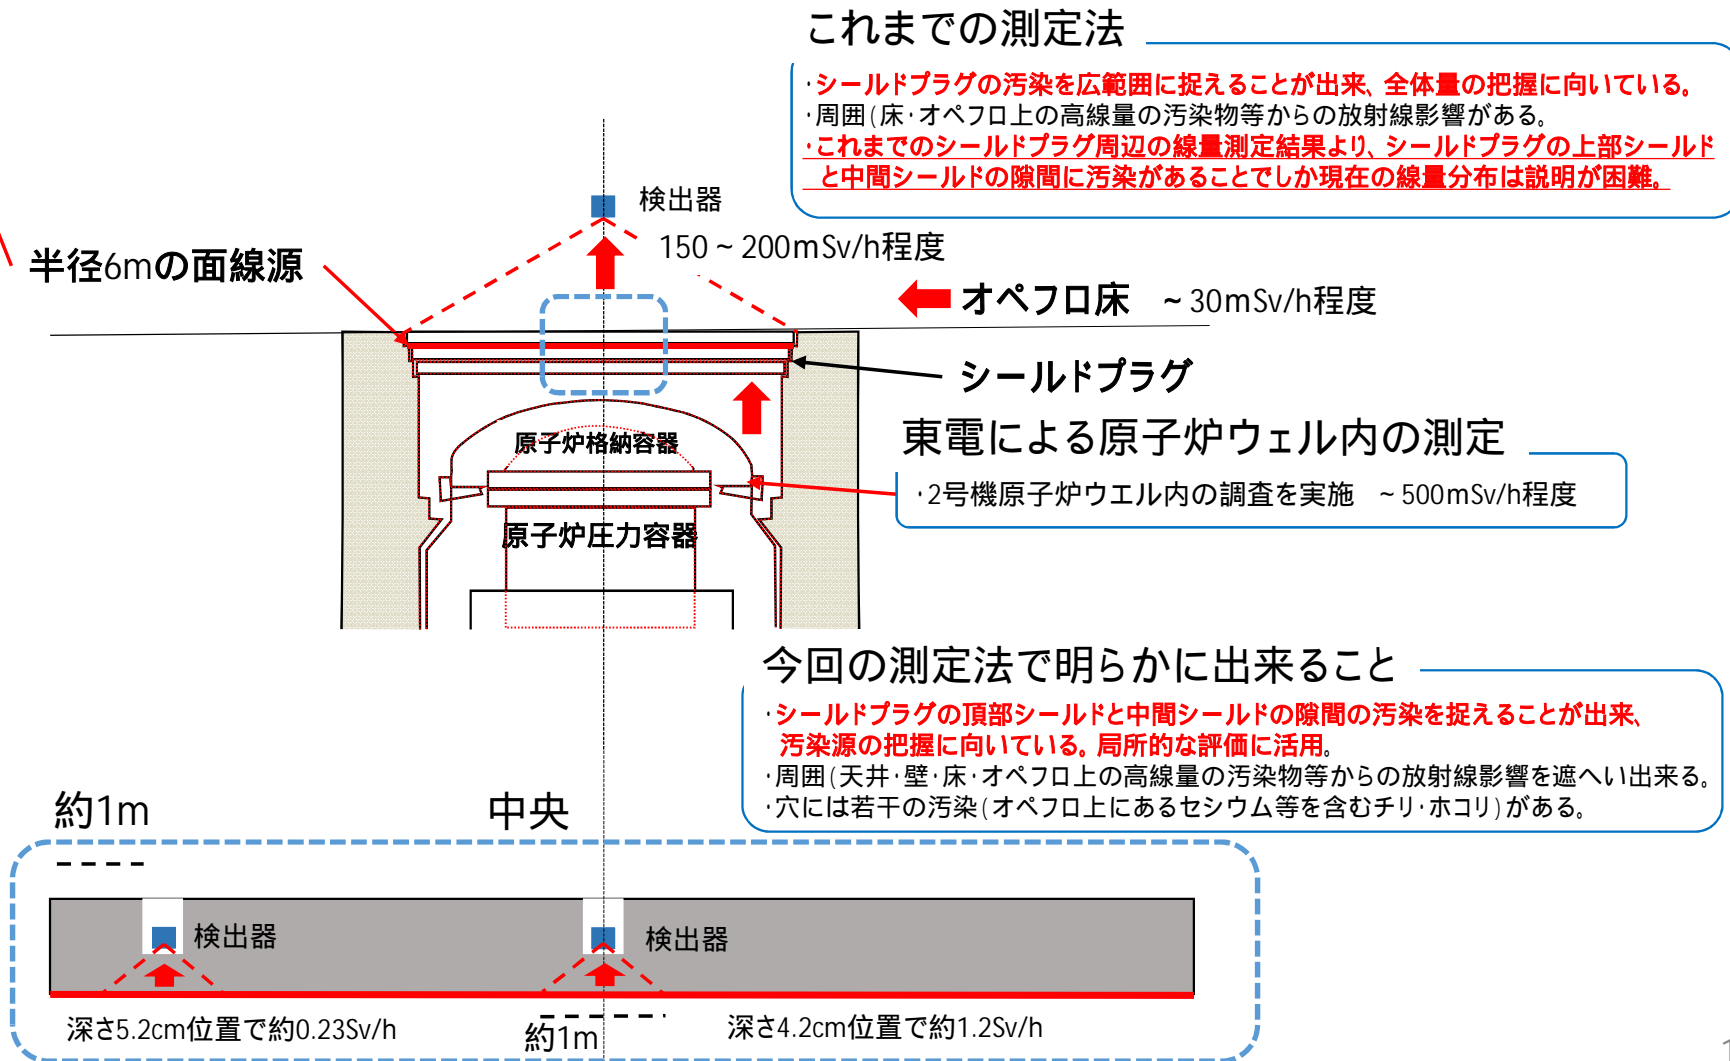 これまでの測定法
･シールドプラグの汚染を広範囲に捉えることが出来、全体量の把握に向いている。
･周囲(床･オペフロ上の高線量の汚染物等からの放射線影響がある。
･これまでのシールドプラグ周辺の線量測定結果より、シールドプラグの上部シールド
と中間シールドの隙間に汚染があることでしか現在の線量分布は説明が困難。
検出器
150～200mSv/h程度
半径6mの面線源
オペフロ床 ～30mSv/h程度
シールドプラグ
東電による原子炉ウェル内の測定
･2号機原子炉ウエル内の調査を実施 ～500mSv/h程度
原子炉格納容器
原子炉圧力容器
今回の測定法で明らかに出来ること
･シールドプラグの頂部シールドと中間シールドの隙間の汚染を捉えることが出来、
汚染源の把握に向いている。局所的な評価に活用。
･周囲(天井･壁･床･オペフロ上の高線量の汚染物等からの放射線影響を遮へい出来る。
･穴には若干の汚染(オペフロ上にあるセシウム等を含むチリ･ホコリ)がある。
約1m
中央
検出器
検出器
深さ5.2cm位置で約0.23Sv/h
約1m
深さ4.2cm位置で約1.2Sv/h